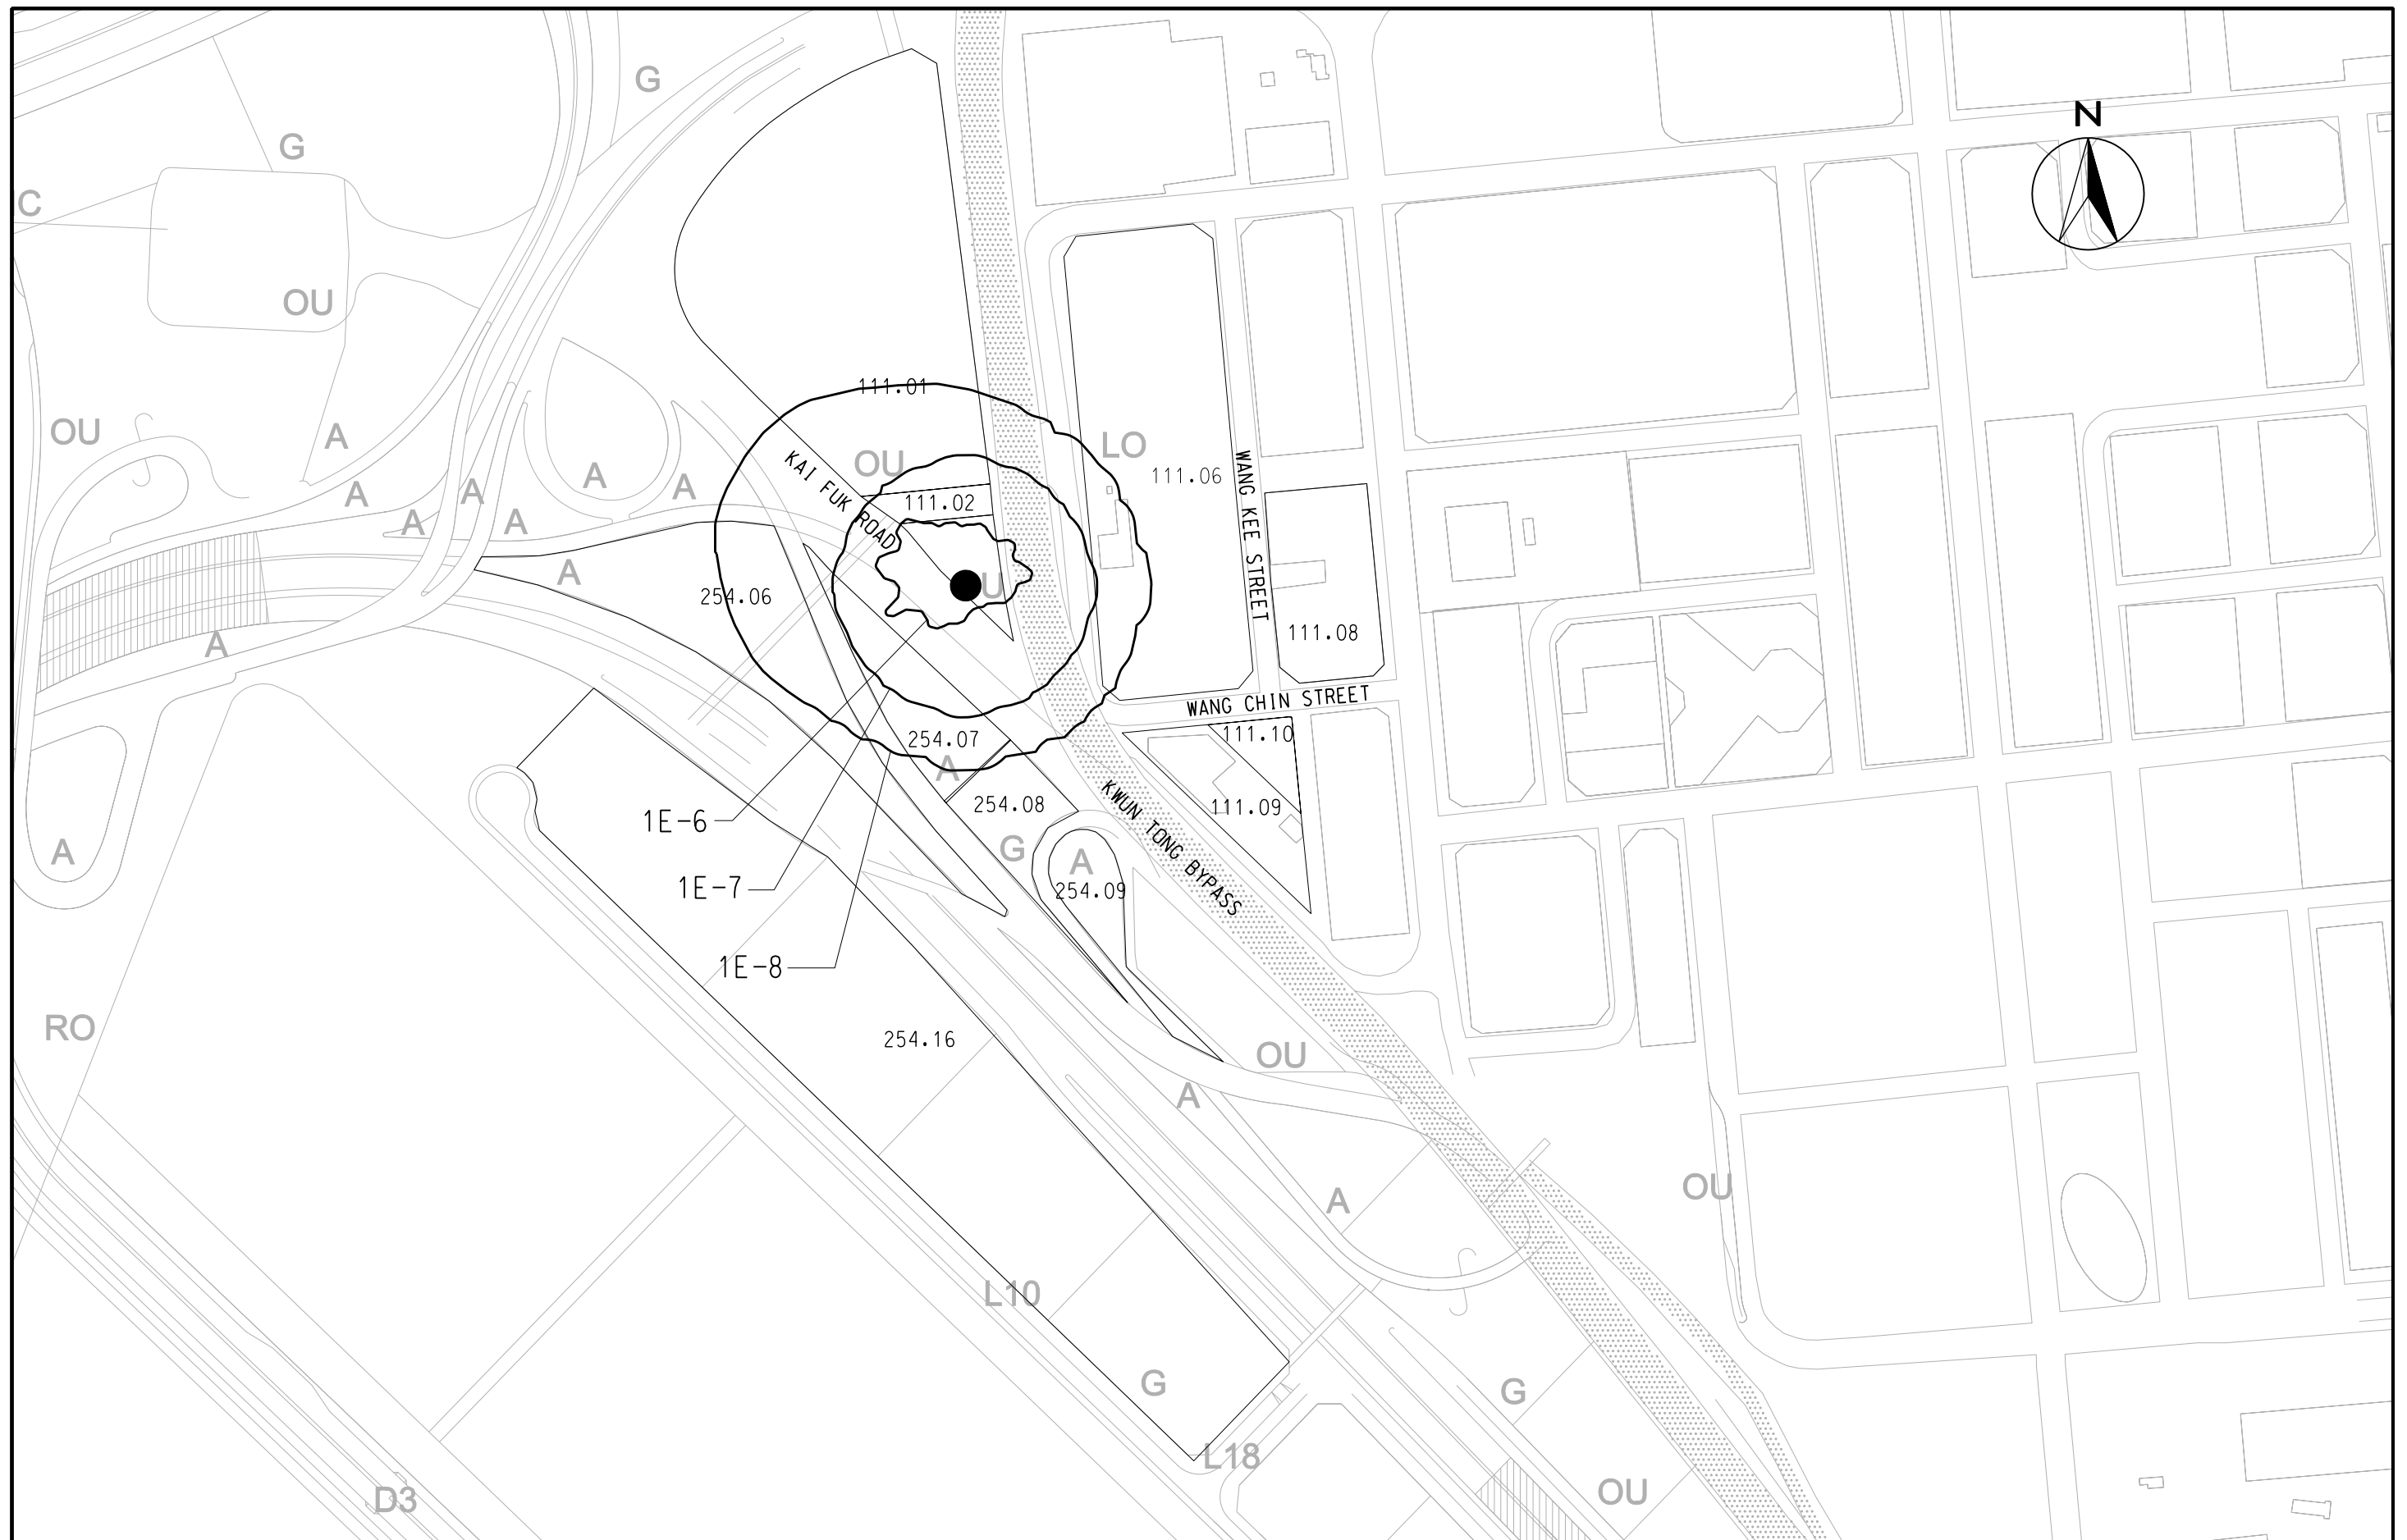 G
N
G
C
OU
111.01
OU
A
LO
KAI FUK ROAD
OU
111.06
WANG KEE STREET
A
A
A
A
A
A
111.02
A
254.06
U
111.08
A
WANG CHIN STREET
111.10
254.07
A
254.08
111.09
KWUN TONG BYPASS
1E-6
G
A
A
254.09
1E-7
1E-8
RO
254.16
OU
A
A
OU
L10
G
G
L18
OU
D3